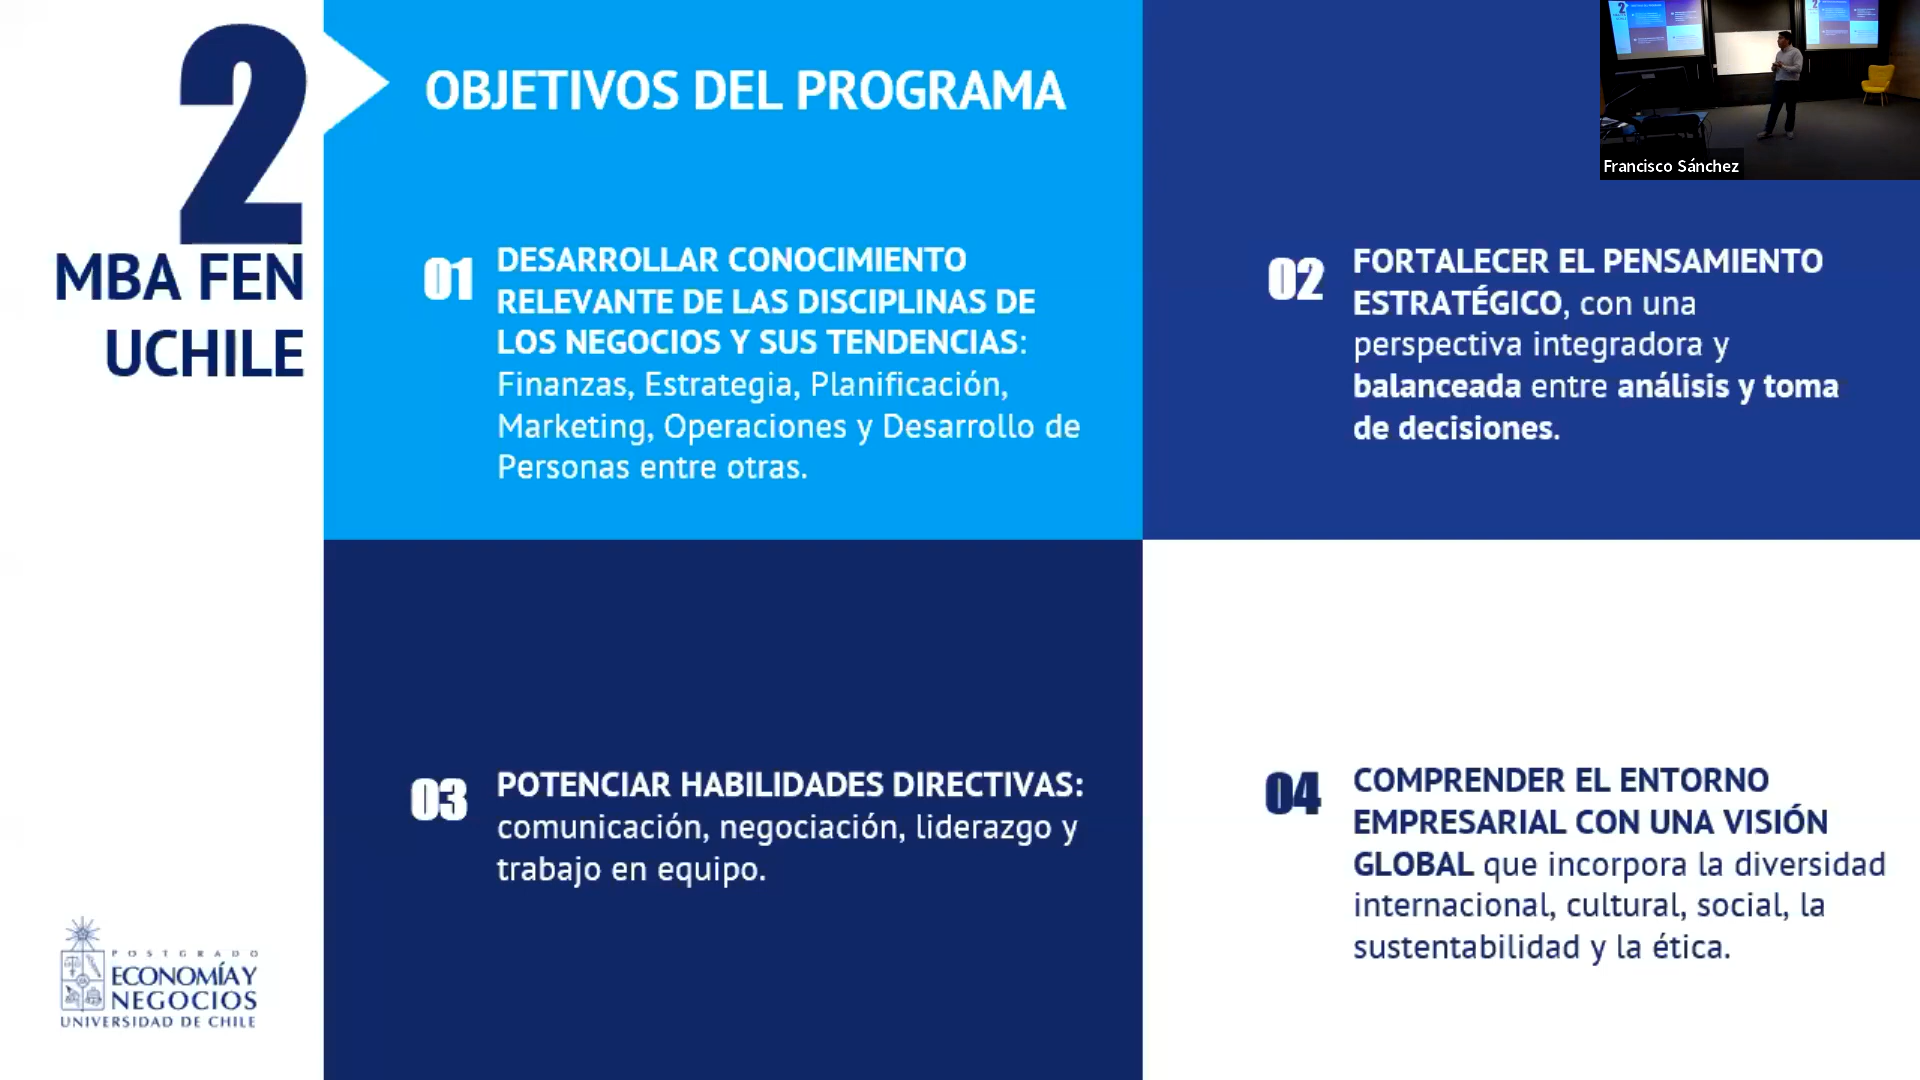 2
MBA FEN
UCHILE
OBJETIVOS DEL PROGRAMA
01
DESARROLLAR CONOCIMIENTO
RELEVANTE DE LAS DISCIPLINAS DE
LOS NEGOCIOS Y SUS TENDENCIAS:
Finanzas, Estrategia, Planificación,
Marketing, Operaciones y Desarrollo de
Personas entre otras.
02
FORTALECER EL PENSAMIENTO
ESTRATÉGICO, con una
perspectiva integradora y
balanceada entre análisis y toma
de decisiones.
03
POTENCIAR HABILIDADES DIRECTIVAS:
comunicación, negociación, liderazgo y
trabajo en equipo.
04
COMPRENDER EL ENTORNO
EMPRESARIAL CON UNA VISIÓN
GLOBAL que incorpora la diversidad
internacional, cultural, social, la
sustentabilidad y la ética.
POSTGRADO
ECONOMÍA Y
NEGOCIOS
UNIVERSIDAD DE CHILE
Francisco Sánchez